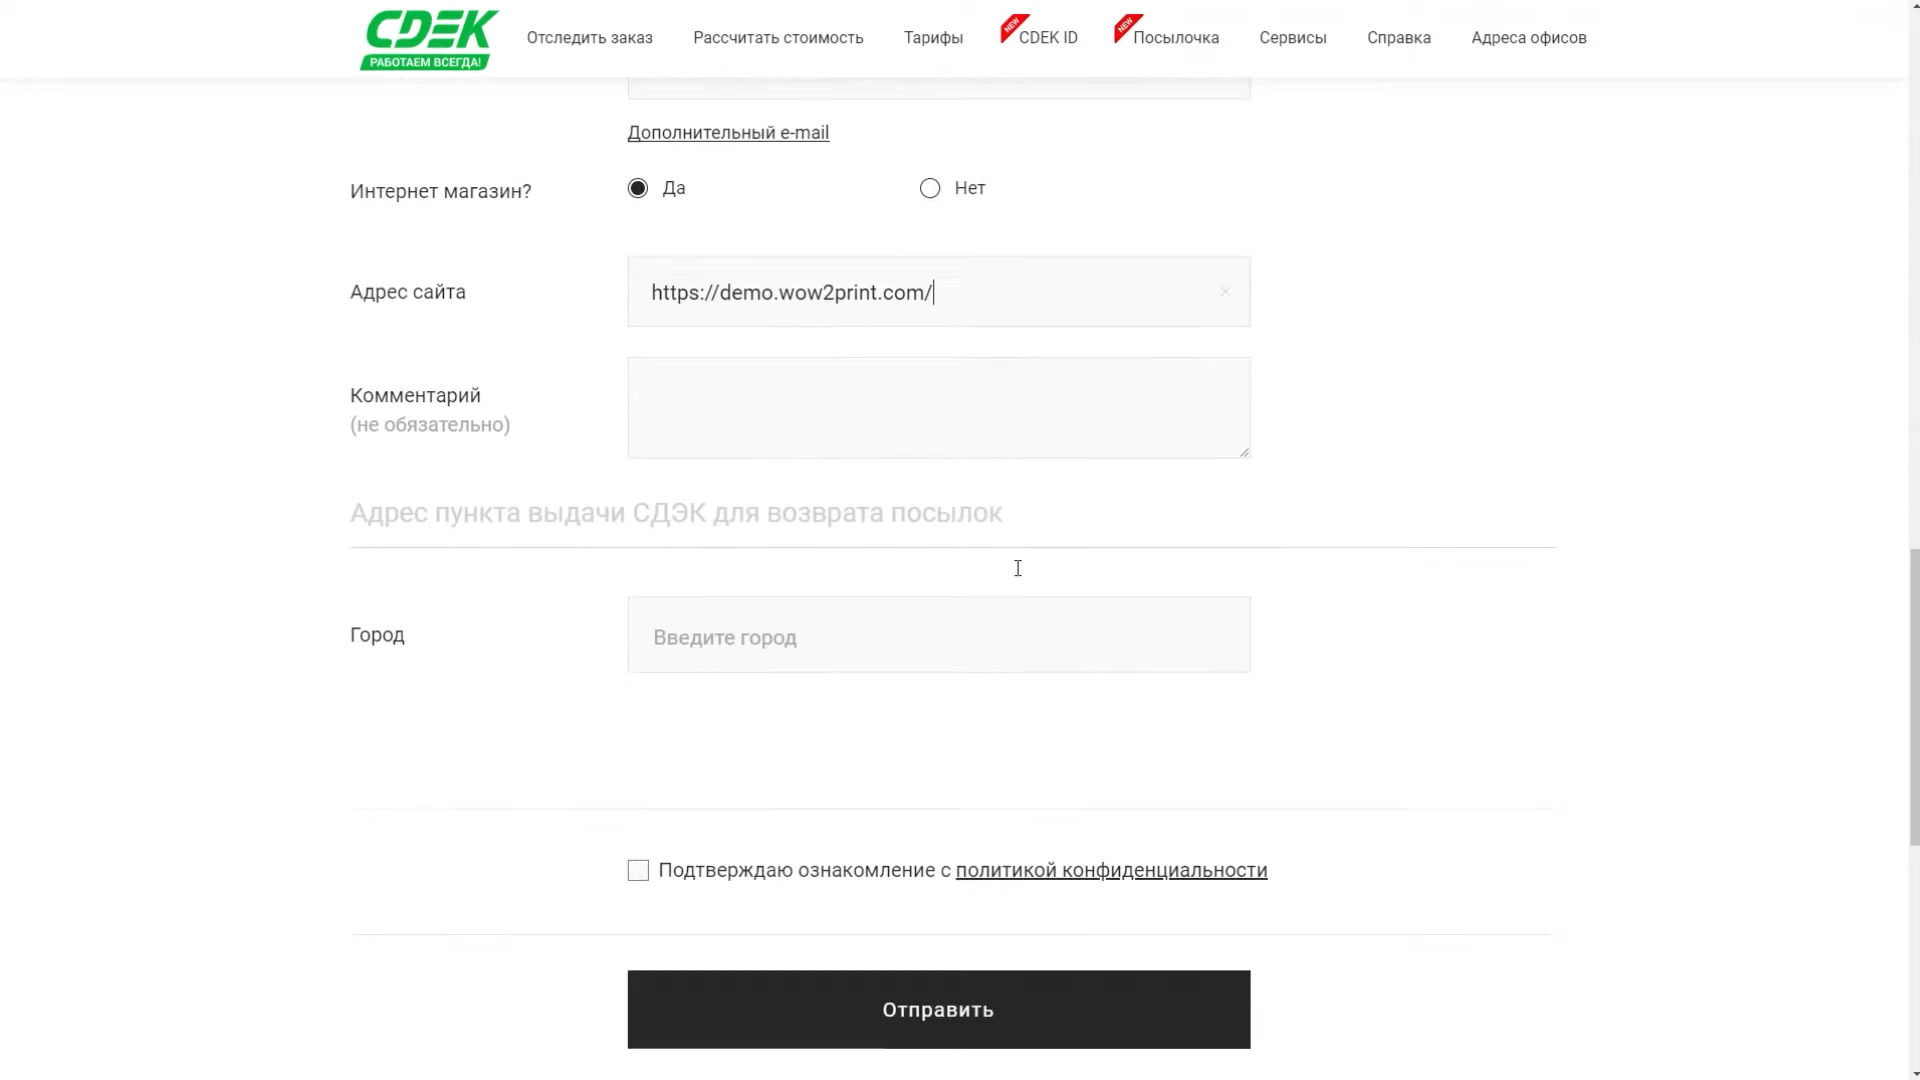 CDEK
РАБОТАЕМ ВСЕГДА!
Отследить заказ
Рассчитать стоимость
Тарифы
NEW
CDEK ID
NEW
Посылочка
Сервисы
Справка
Адреса офисов
Дополнительный e-mail
Интернет магазин?
Да
Нет
Адрес сайта
https://demo.wow2print.com/
Комментарий
(не обязательно)
Адрес пункта выдачи СДЭК для возврата посылок
Город
Введите город
Подтверждаю ознакомление с политикой конфиденциальности
Отправить